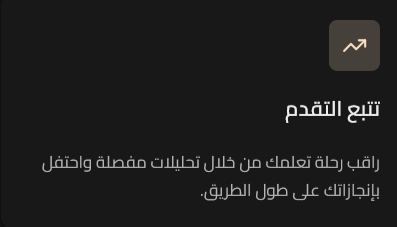 تتبع التقدم
راقب رحلة تعلمك من خلال تحليلات مفصلة واحتفل
بإنجازاتك على طول الطريق.